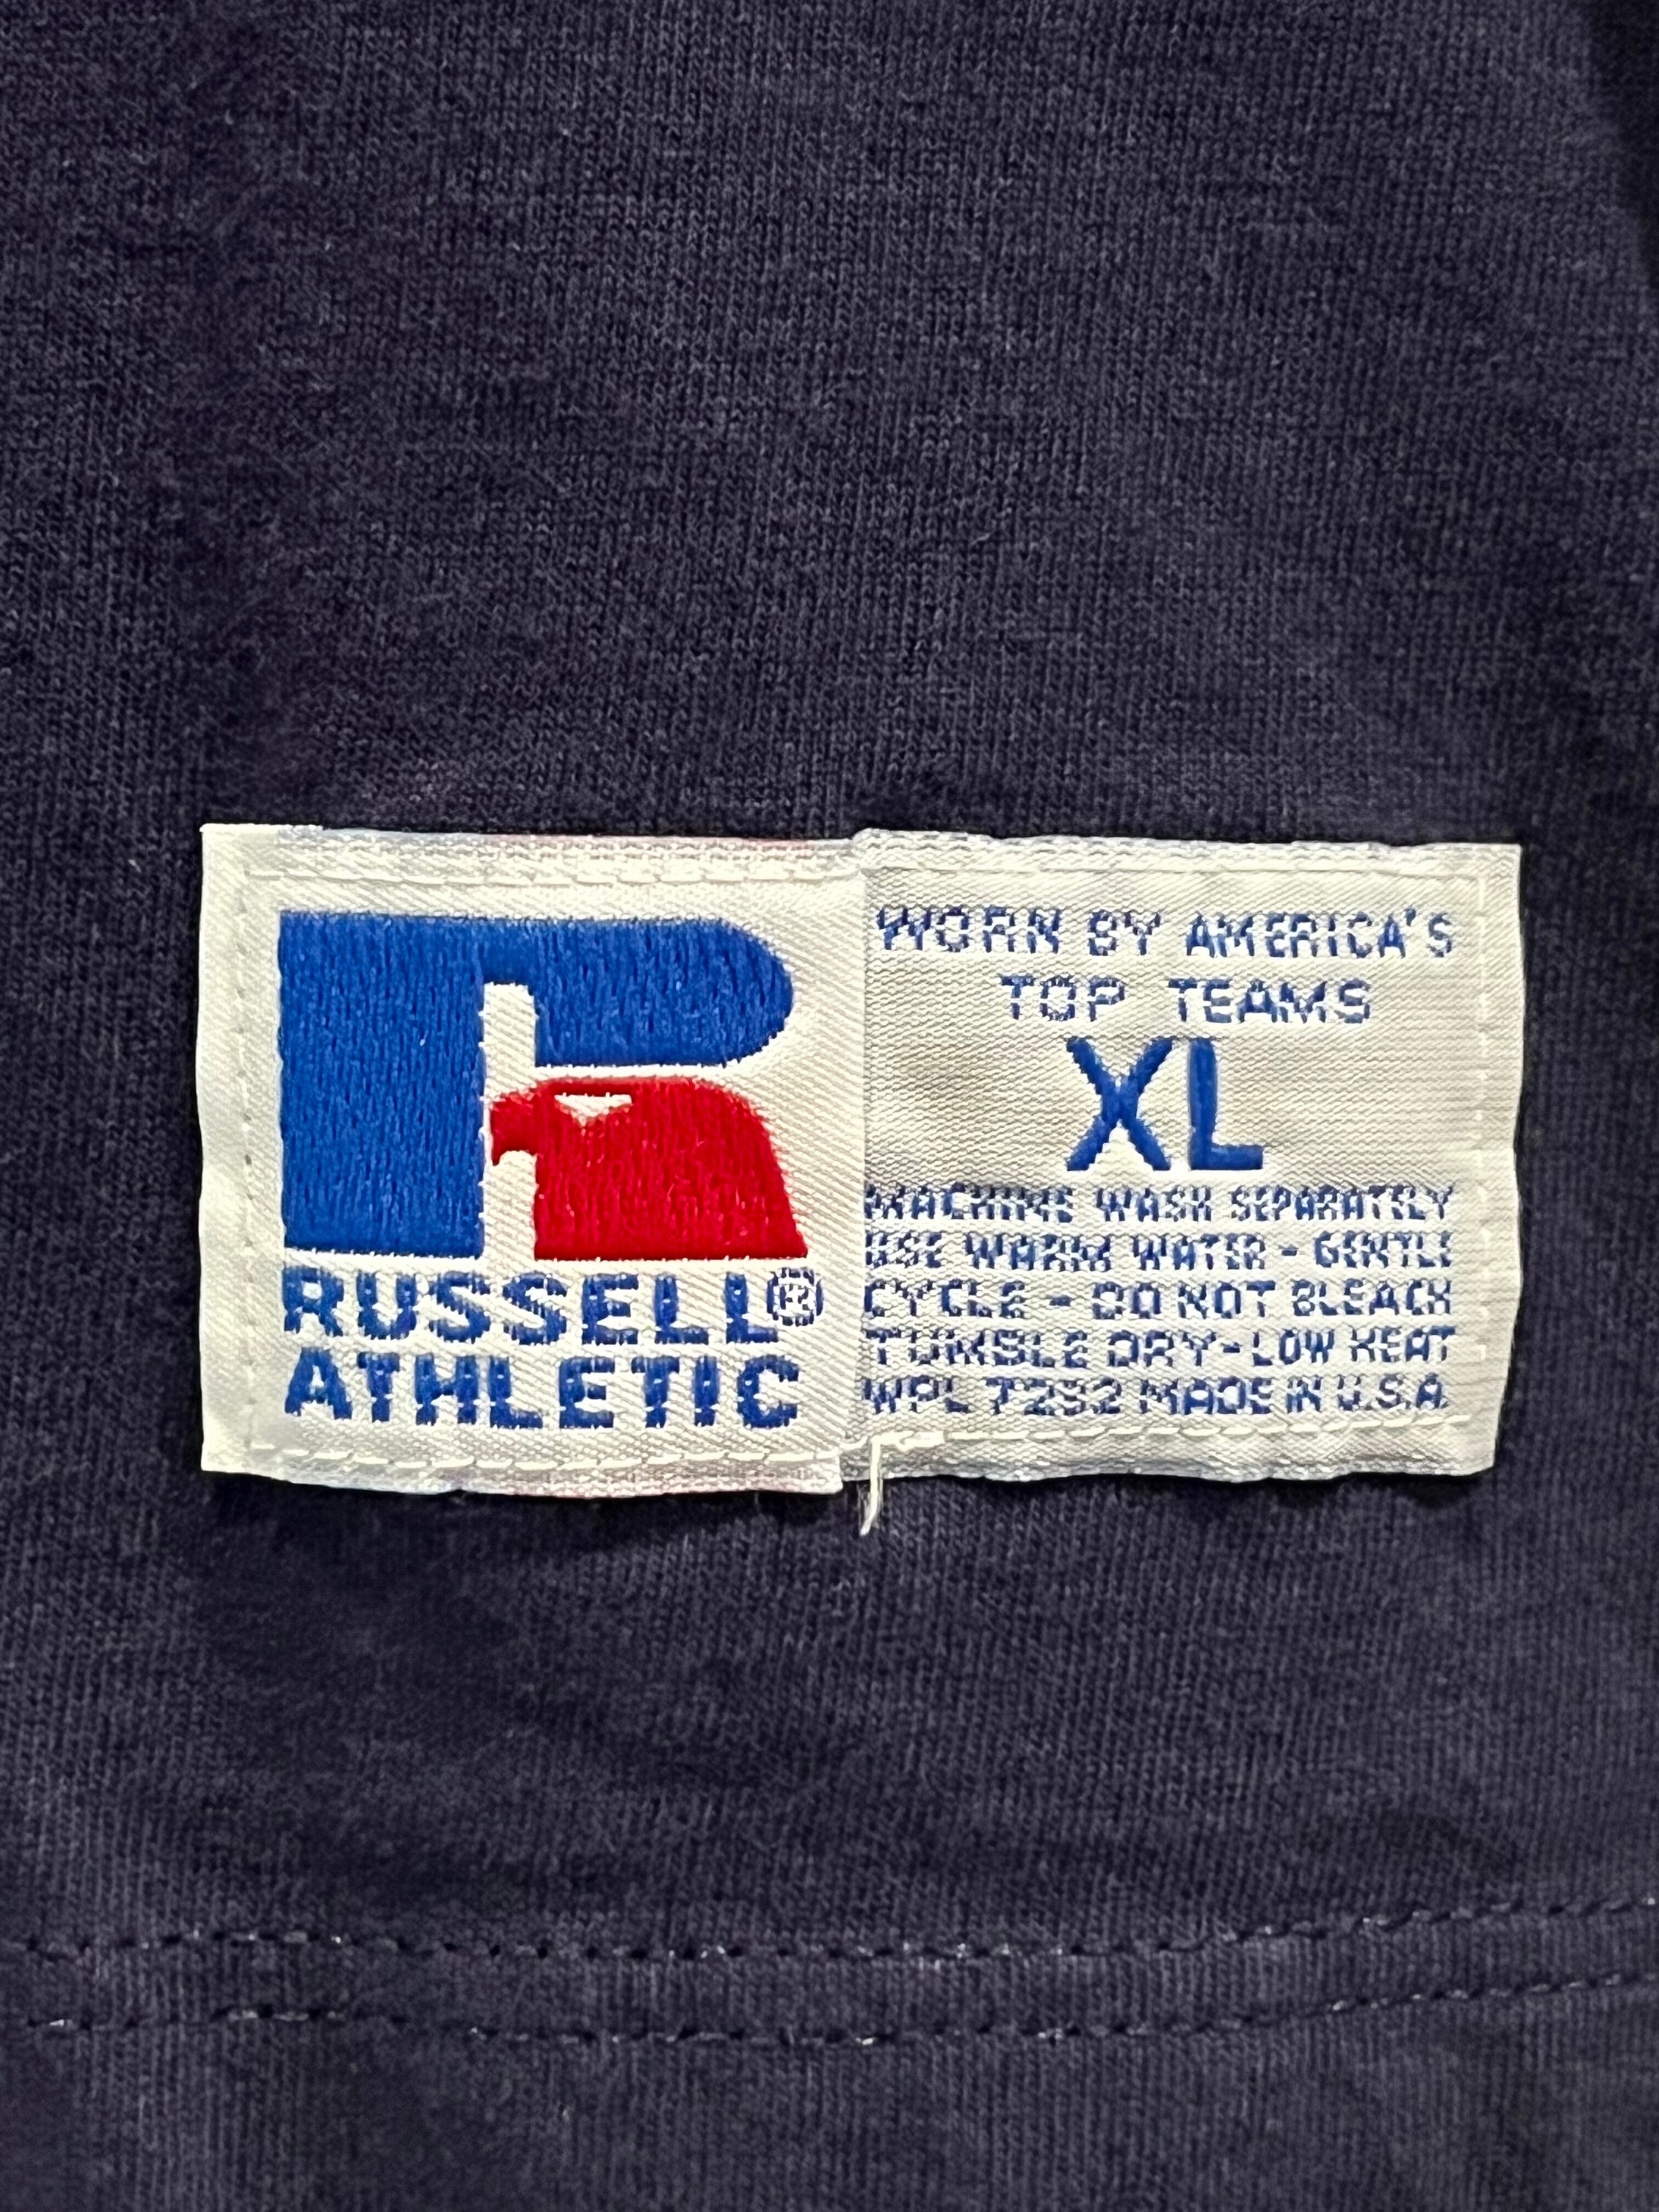 RUSSELL®
ATHLETIC
WORN BY AMERICA'S
TOP TEAMS
XL
MACHINE WASH SEPARATELY
USE WARM WATER - GENTLE
CYCLE - DO NOT BLEACH
TUMBLE DRY - LOW HEAT
WPL 7292 MADE IN U.S.A.